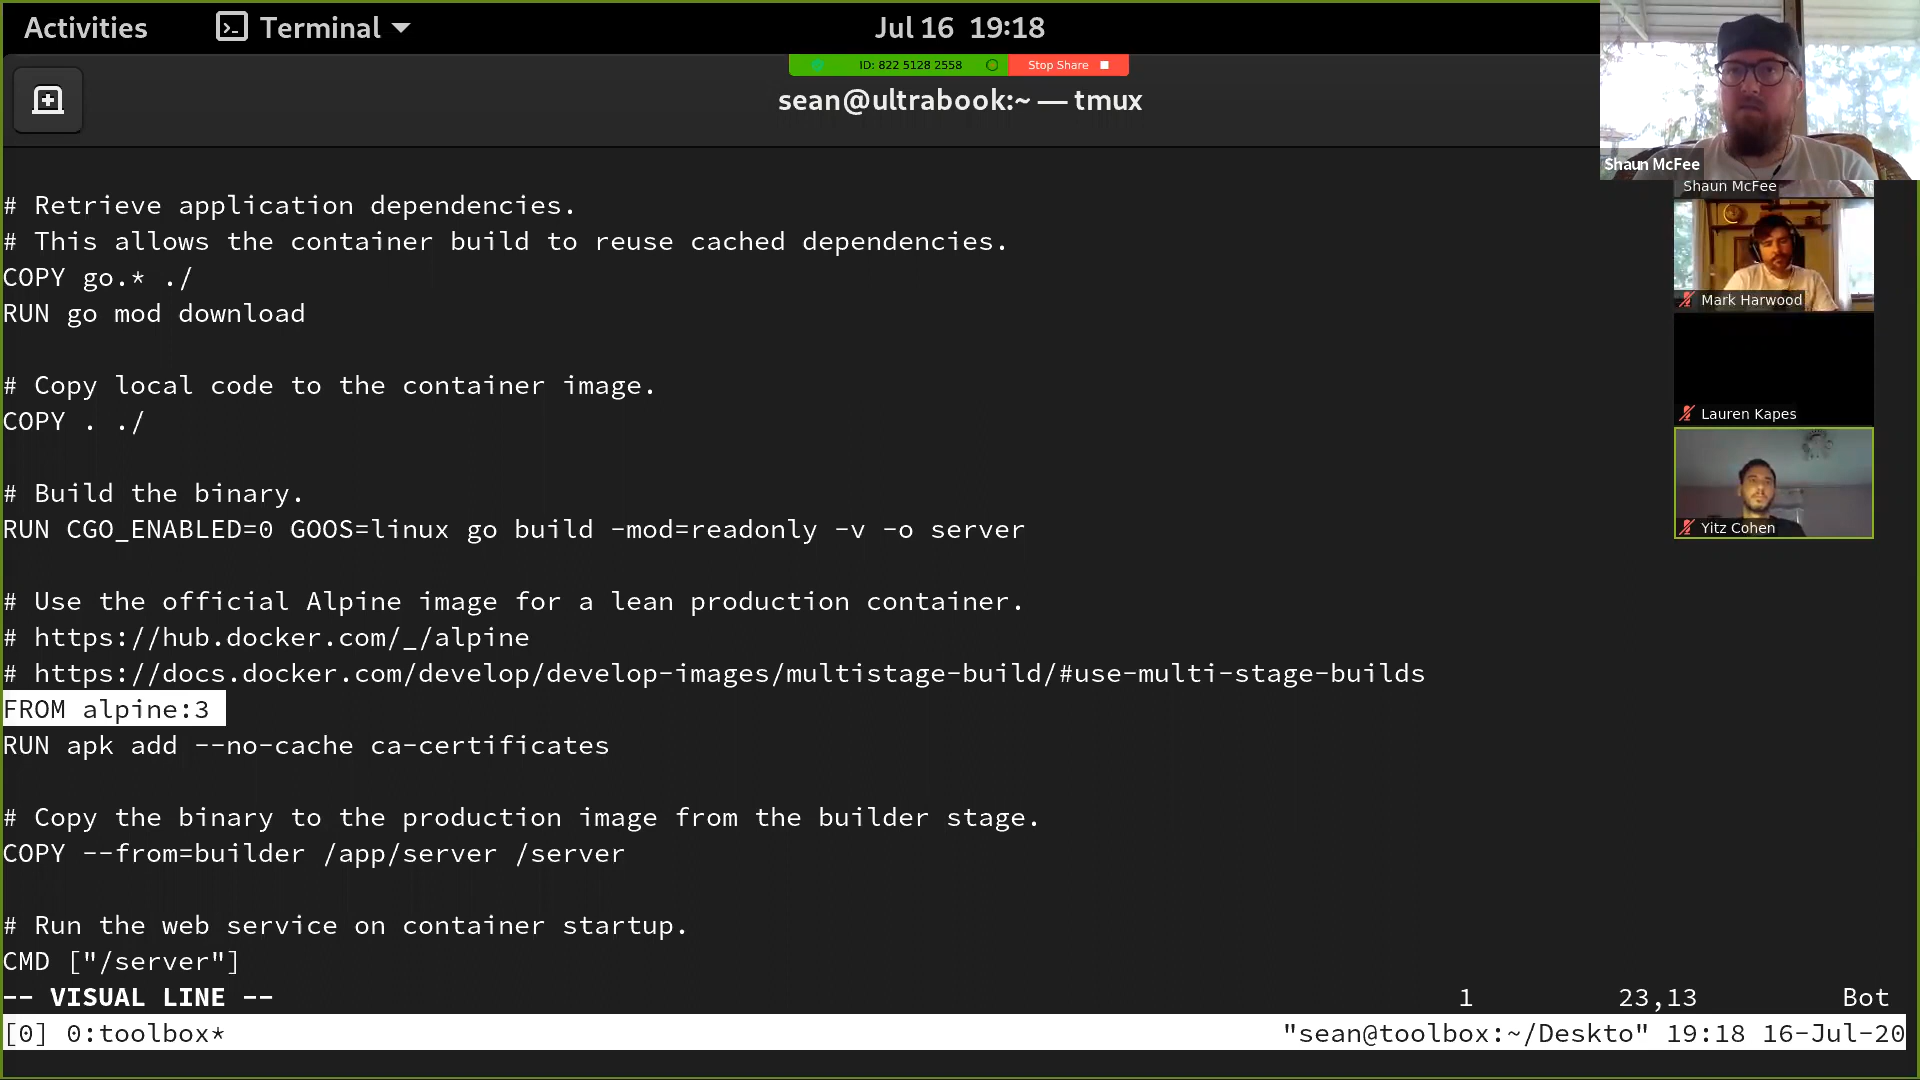 Activities
Terminal
Jul 16 19:18
ID: 822 5128 2558
Stop Share
sean@ultrabook:~ — tmux
Shaun McFee
Shaun McFee
Mark Harwood
Lauren Kapes
Yitz Cohen
# Retrieve application dependencies.
# This allows the container build to reuse cached dependencies.
COPY go.* ./
RUN go mod download
# Copy local code to the container image.
COPY . ./
# Build the binary.
RUN CGO_ENABLED=0 GOOS=linux go build -mod=readonly -v -o server
# Use the official Alpine image for a lean production container.
# https://hub.docker.com/_/alpine
# https://docs.docker.com/develop/develop-images/multistage-build/#use-multi-stage-builds
FROM alpine:3
RUN apk add --no-cache ca-certificates
# Copy the binary to the production image from the builder stage.
COPY --from=builder /app/server /server
# Run the web service on container startup.
CMD ["/server"]
-- VISUAL LINE -- 1 23,13 Bot
[0] 0:toolbox* "sean@toolbox:~/Deskto" 19:18 16-Jul-20